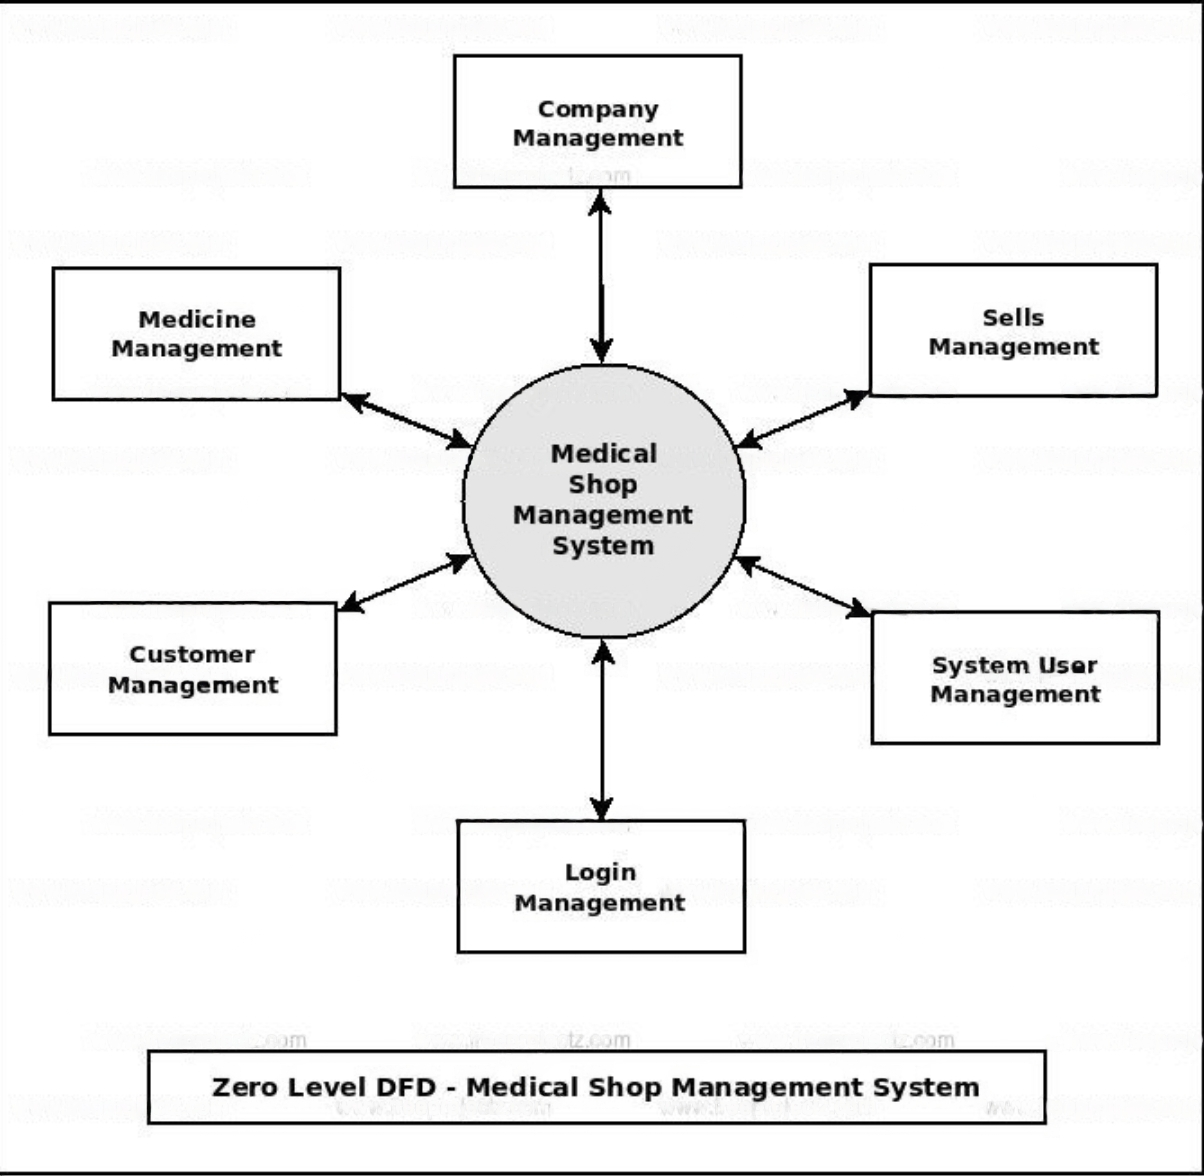 Company
Management
Medicine
Management
Sells
Management
Medical
Shop
Management
System
Customer
Management
System User
Management
Login
Management
Zero Level DFD - Medical Shop Management System